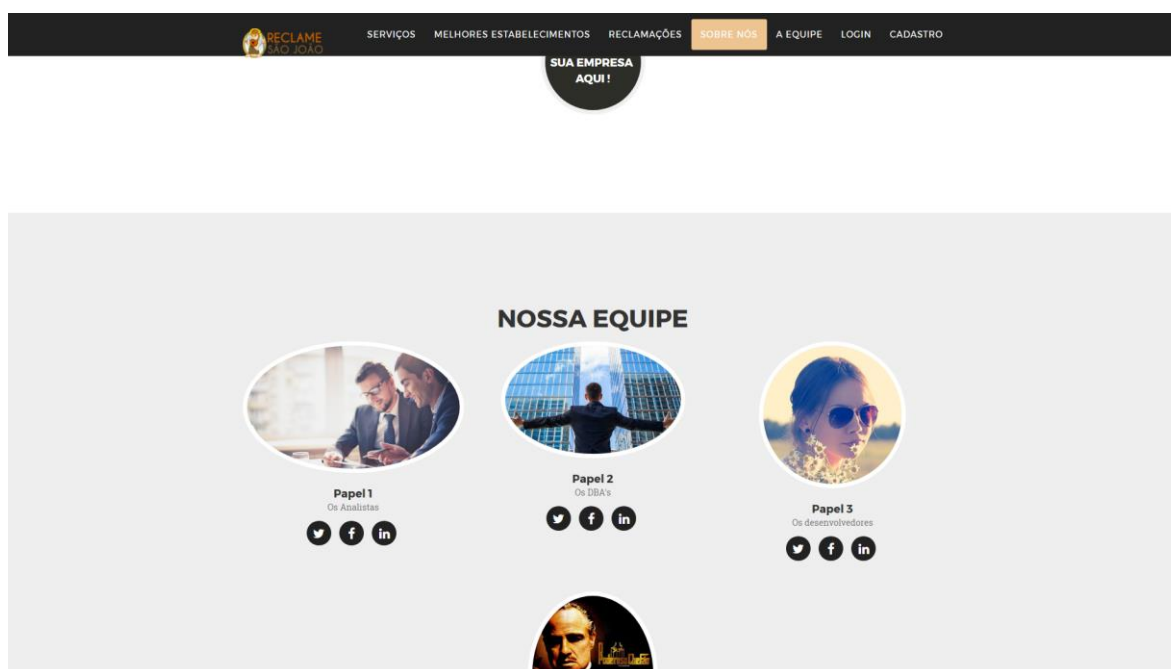 RECLAME
SÃO JOÃO
SERVIÇOS MELHORES ESTABELECIMENTOS RECLAMAÇÕES SOBRE NÓS A EQUIPE LOGIN CADASTRO
SUA EMPRESA
AQUI !
NOSSA EQUIPE
Papel 1
Os Analistas
Papel 2
Os DBA's
Papel 3
Os desenvolvedores